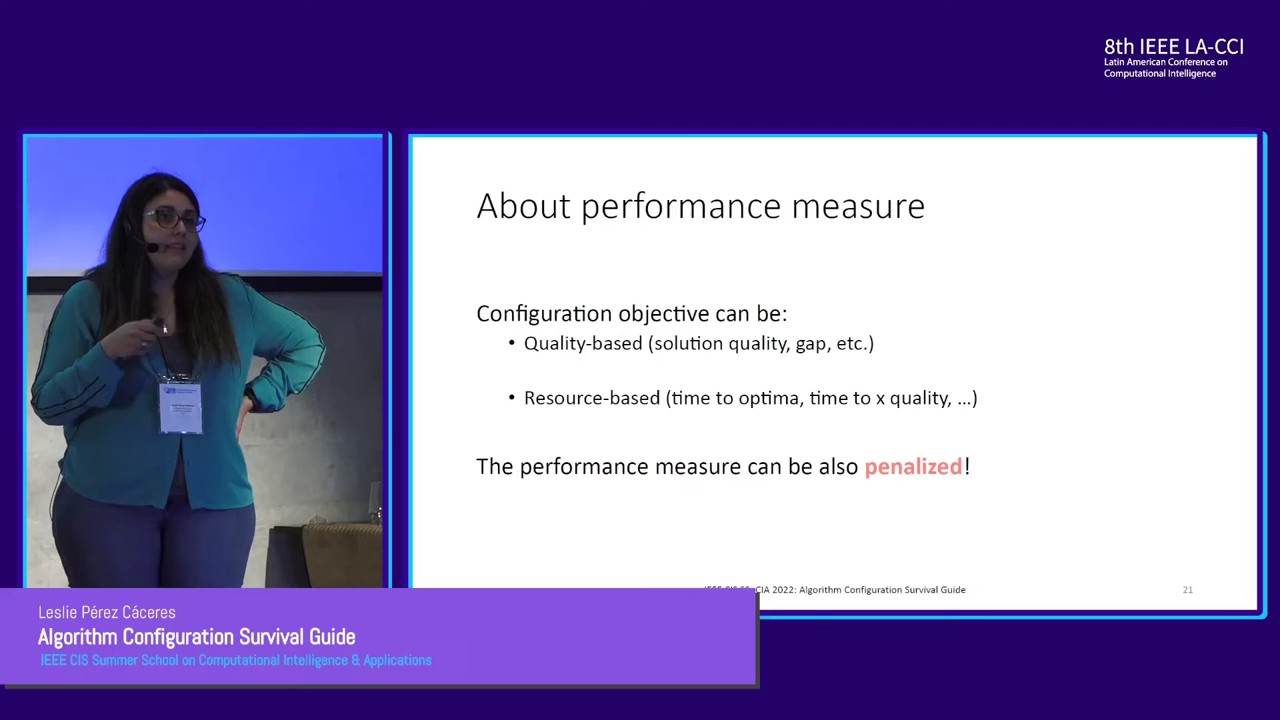 8th IEEE LA-CCI
Latin American Conference on
Computational Intelligence
About performance measure
Configuration objective can be:
• Quality-based (solution quality, gap, etc.)
• Resource-based (time to optima, time to x quality, ...)
The performance measure can be also penalized!
CIA 2022: Algorithm Configuration Survival Guide
21
Leslie Pérez Cáceres
Algorithm Configuration Survival Guide
IEEE CIS Summer School on Computational Intelligence & Applications